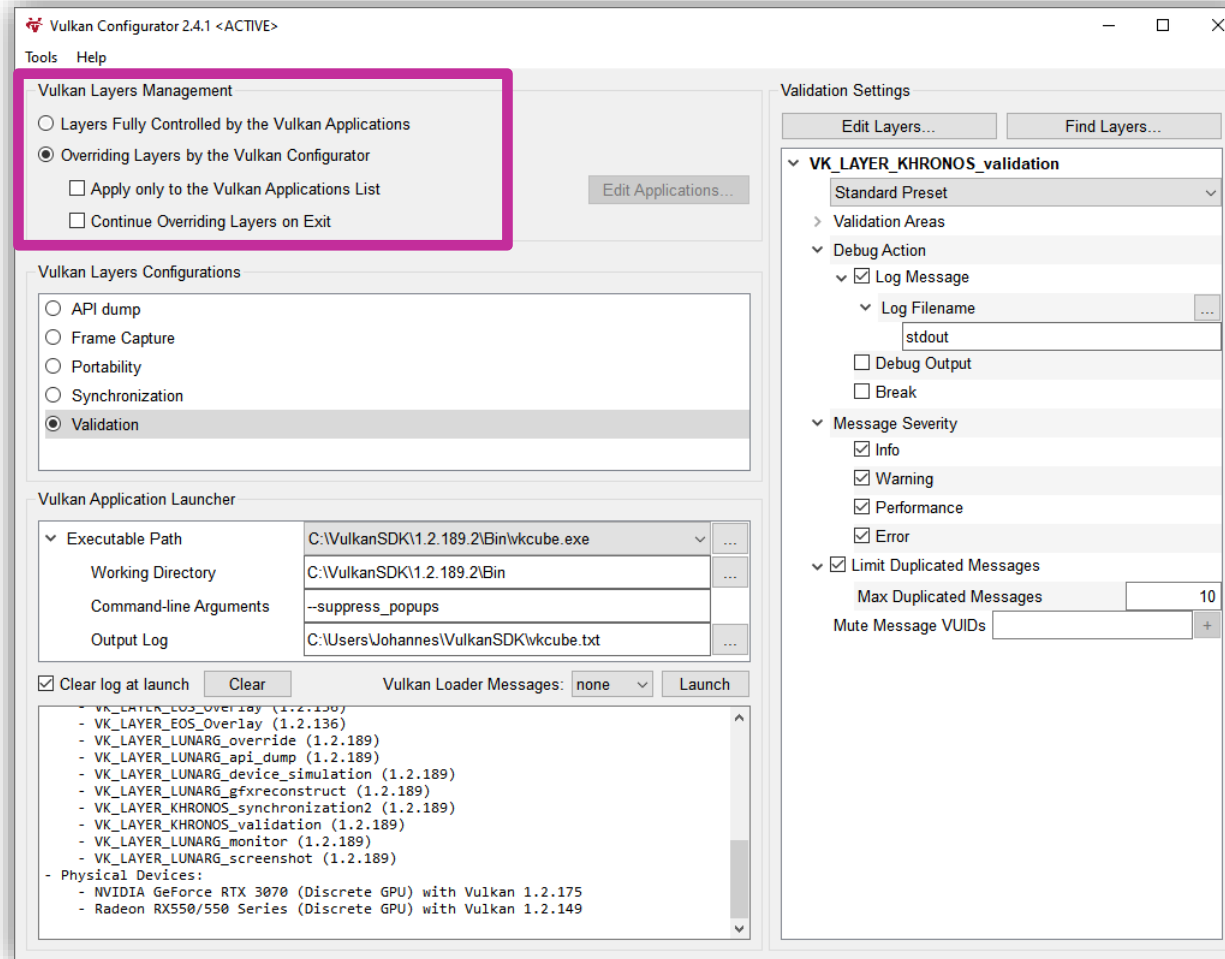 Vulkan Configurator 2.4.1 <ACTIVE>
Tools Help
Vulkan Layers Management
Layers Fully Controlled by the Vulkan Applications
Overriding Layers by the Vulkan Configurator
Apply only to the Vulkan Applications List
Edit Applications...
Continue Overriding Layers on Exit
Vulkan Layers Configurations
API dump
Frame Capture
Portability
Synchronization
Validation
Vulkan Application Launcher
Executable Path C:\VulkanSDK\1.2.189.2\Bin\vkcube.exe ...
Working Directory C:\VulkanSDK\1.2.189.2\Bin ...
Command-line Arguments --suppress_popups
Output Log C:\Users\Johannes\VulkanSDK\vkcube.txt ...
Clear log at launch Clear Vulkan Loader Messages: none Launch
- VK_LAYER_EOS_Overlay (1.2.136)
- VK_LAYER_EOS_Overlay (1.2.136)
- VK_LAYER_LUNARG_override (1.2.189)
- VK_LAYER_LUNARG_api_dump (1.2.189)
- VK_LAYER_LUNARG_device_simulation (1.2.189)
- VK_LAYER_LUNARG_gfxreconstruct (1.2.189)
- VK_LAYER_KHRONOS_synchronization2 (1.2.189)
- VK_LAYER_KHRONOS_validation (1.2.189)
- VK_LAYER_LUNARG_monitor (1.2.189)
- VK_LAYER_LUNARG_screenshot (1.2.189)
- Physical Devices:
- NVIDIA GeForce RTX 3070 (Discrete GPU) with Vulkan 1.2.175
- Radeon RX550/550 Series (Discrete GPU) with Vulkan 1.2.149
Validation Settings
Edit Layers... Find Layers...
VK_LAYER_KHRONOS_validation
Standard Preset
Validation Areas
Debug Action
Log Message
Log Filename ...
stdout
Debug Output
Break
Message Severity
Info
Warning
Performance
Error
Limit Duplicated Messages
Max Duplicated Messages 10
Mute Message VUIDs +